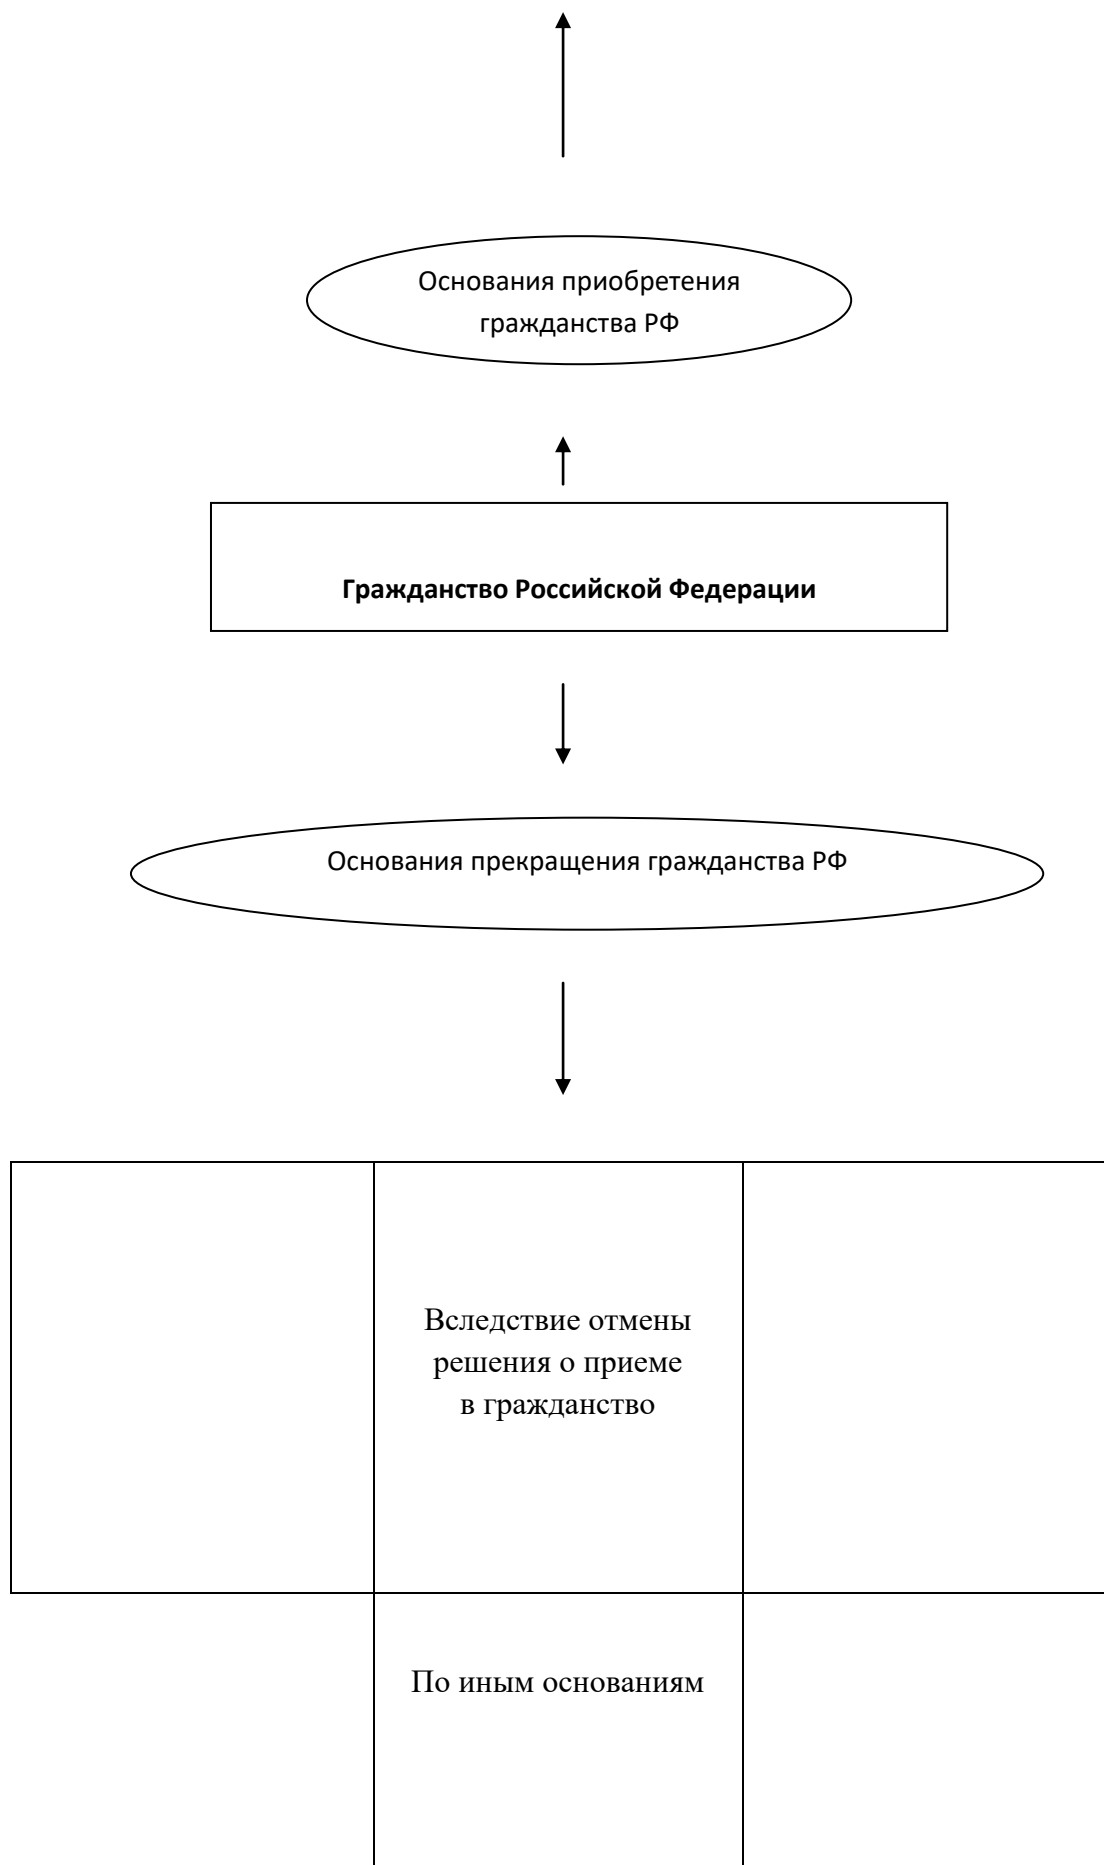 Основания приобретения
гражданства РФ
Гражданство Российской Федерации
Основания прекращения гражданства РФ
Вследствие отмены
решения о приеме
в гражданство
По иным основаниям